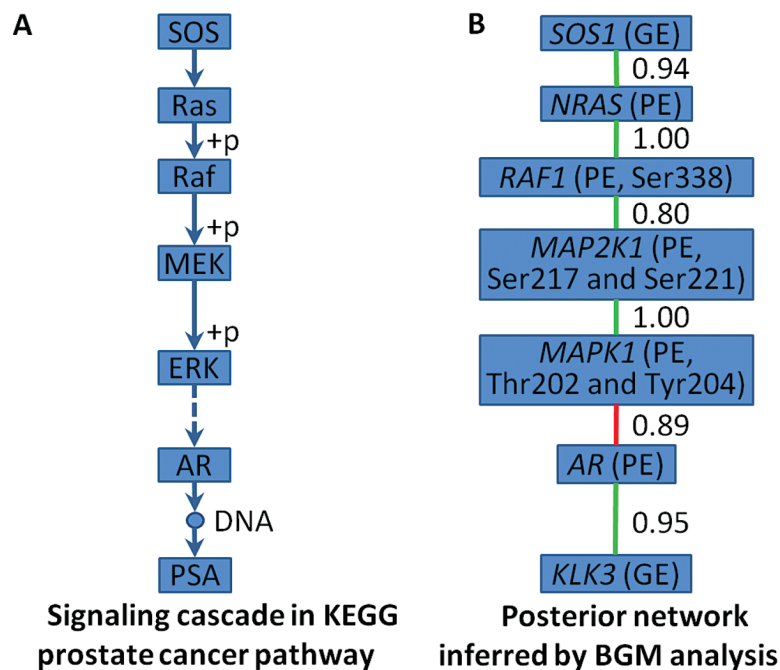 A
SOS
Ras
+p
Raf
+p
MEK
+p
ERK
AR
DNA
PSA
Signaling cascade in KEGG
prostate cancer pathway
B
SOS1 (GE)
0.94
NRAS (PE)
1.00
RAF1 (PE, Ser338)
0.80
MAP2K1 (PE,
Ser217 and Ser221)
1.00
MAPK1 (PE,
Thr202 and Tyr204)
0.89
AR (PE)
0.95
KLK3 (GE)
Posterior network
inferred by BGM analysis